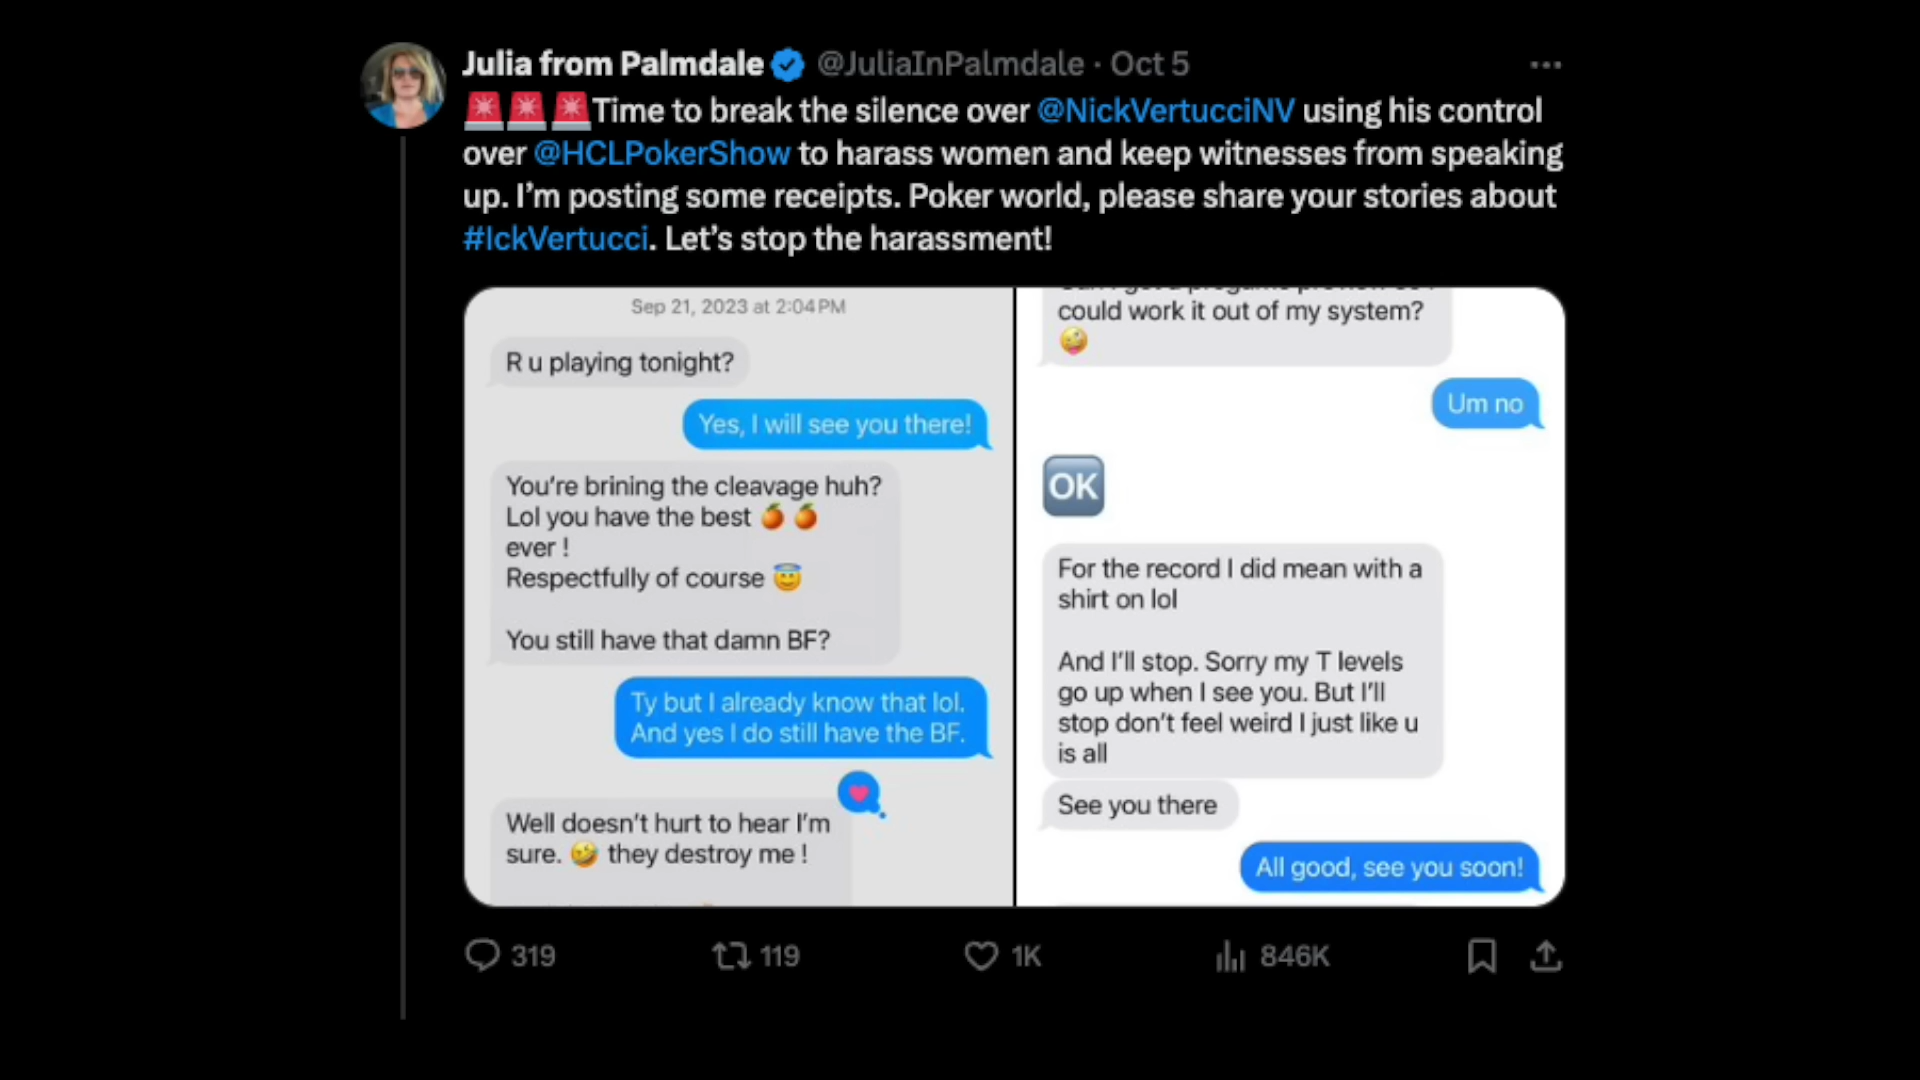 Julia from Palmdale @JuliaInPalmdale · Oct 5
🚨🚨🚨Time to break the silence over @NickVertucciNV using his control
over @HCLPokerShow to harass women and keep witnesses from speaking
up. I’m posting some receipts. Poker world, please share your stories about
#IckVertucci. Let’s stop the harassment!
Sep 21, 2023 at 2:04 PM
R u playing tonight?
Yes, I will see you there!
You’re brining the cleavage huh?
Lol you have the best 🍊 🍊
ever !
Respectfully of course 😇
You still have that damn BF?
Ty but I already know that lol.
And yes I do still have the BF.
Well doesn’t hurt to hear I’m
sure. 🤣 they destroy me !
could work it out of my system?
🤪
Um no
🆗
For the record I did mean with a
shirt on lol
And I’ll stop. Sorry my T levels
go up when I see you. But I’ll
stop don’t feel weird I just like u
is all
See you there
All good, see you soon!
319 119 1K 846K